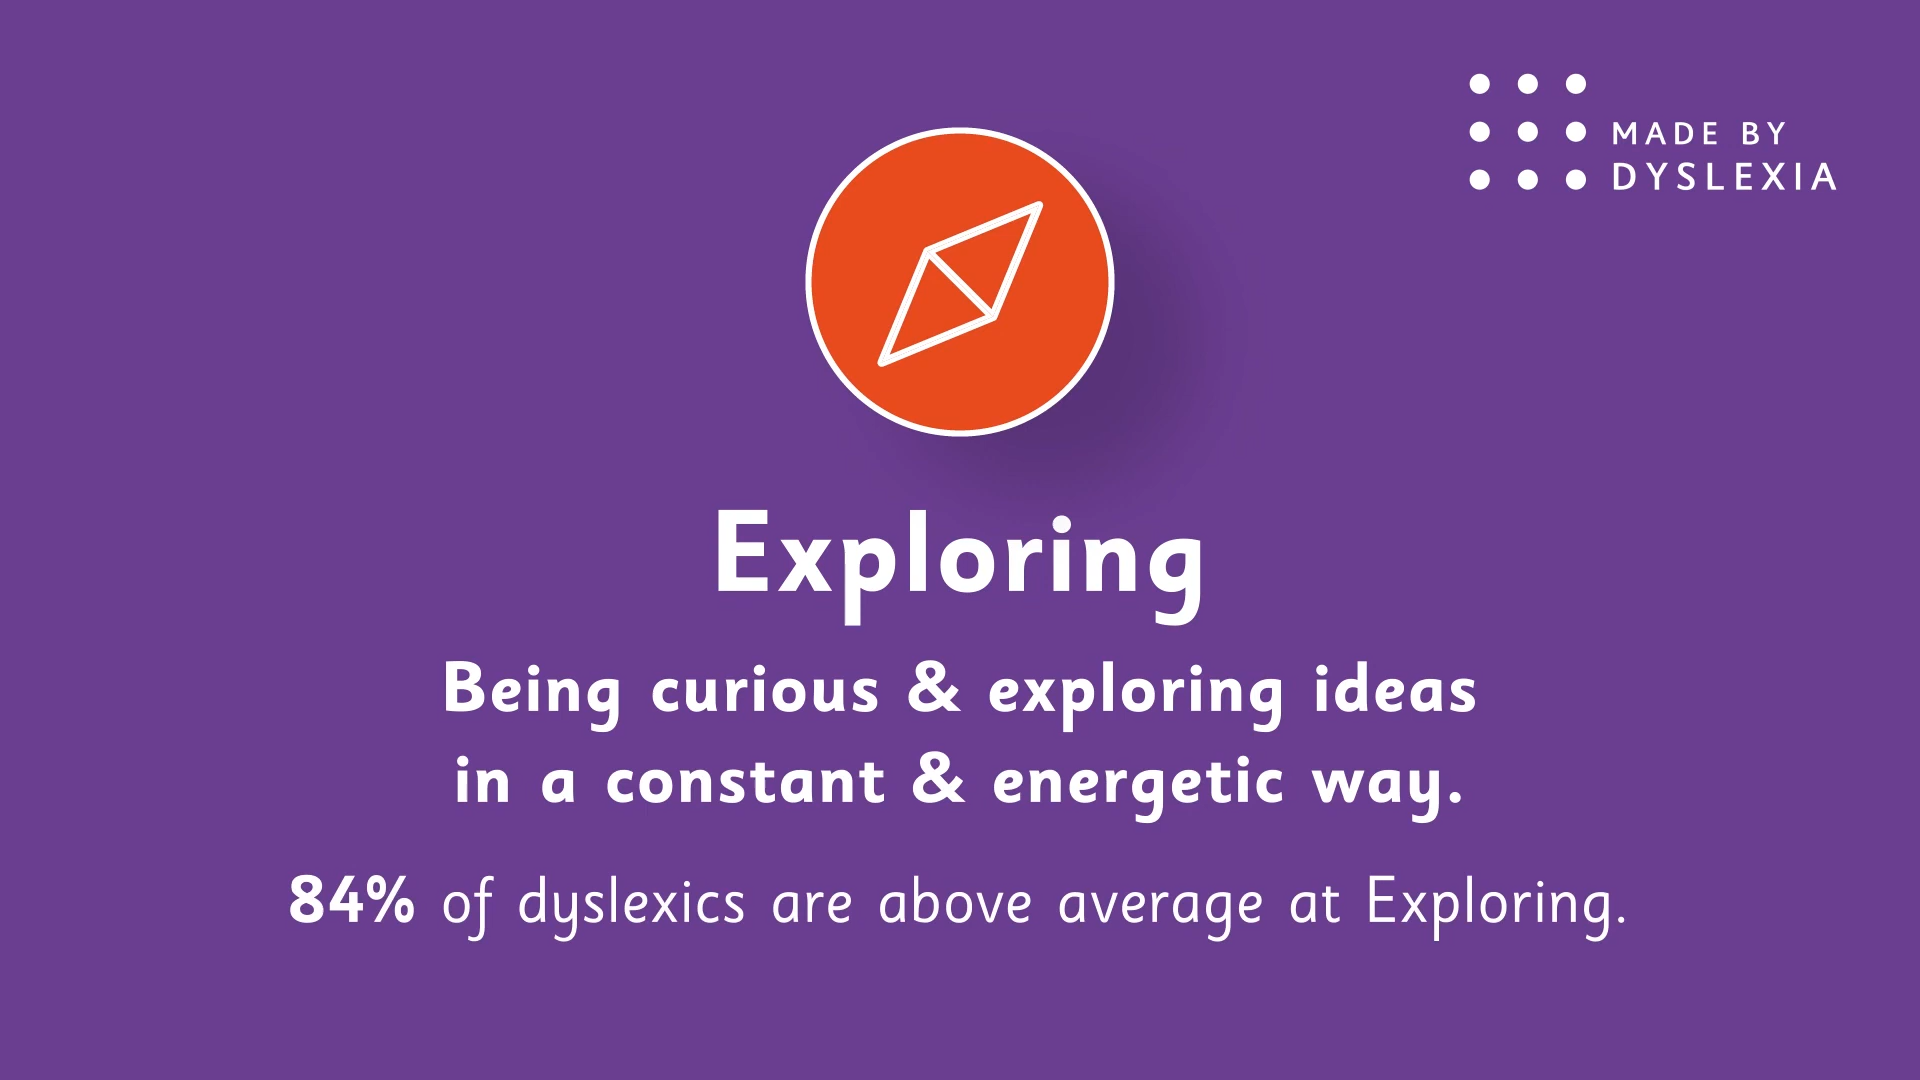 MADE BY
DYSLEXIA
Exploring
Being curious & exploring ideas
in a constant & energetic way.
84% of dyslexics are above average at Exploring.